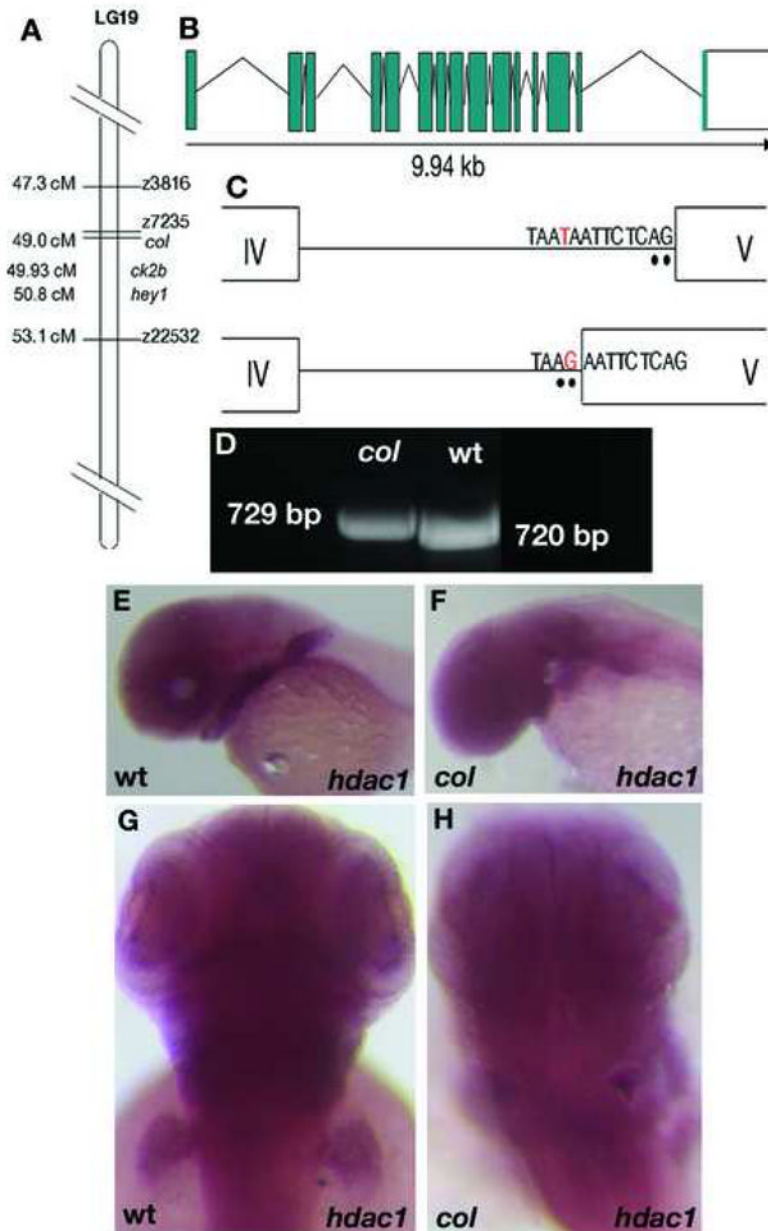 A
LG19
47.3 cM
z3816
z7235
49.0 cM
col
49.93 cM
ck2b
50.8 cM
hey1
53.1 cM
z22532
B
9.94 kb
C
IV
TAATAATTCTCAG
V
IV
TAAGAATTCTCAG
V
D
col
wt
729 bp
720 bp
E
wt
hdac1
F
col
hdac1
G
wt
hdac1
H
col
hdac1